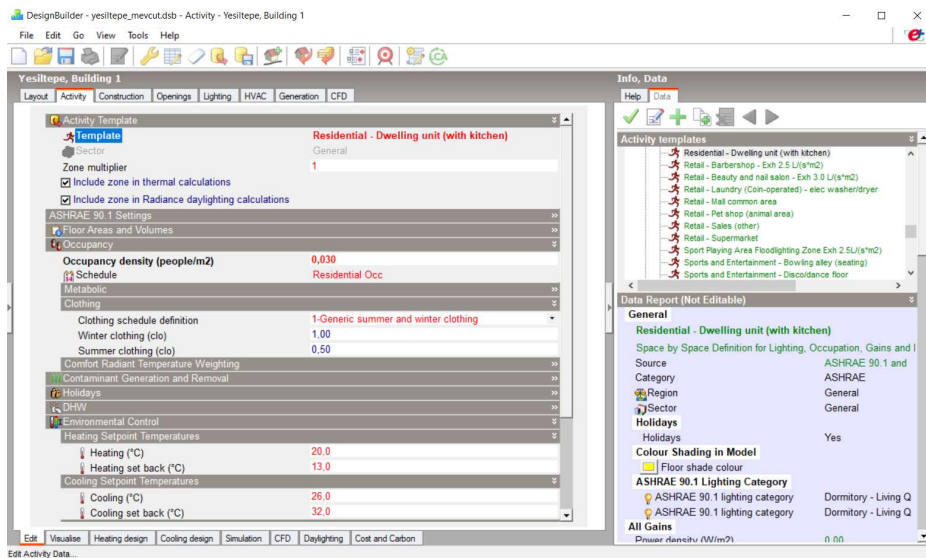 DesignBuilder - yesiltepe_mevcut.dsb - Activity - Yesiltepe, Building 1
File Edit Go View Tools Help
Yesiltepe, Building 1
Layout Activity Construction Openings Lighting HVAC Generation CFD
Activity Template
Template Residential - Dwelling unit (with kitchen)
Sector General
Zone multiplier 1
Include zone in thermal calculations
Include zone in Radiance daylighting calculations
ASHRAE 90.1 Settings
Floor Areas and Volumes
Occupancy
Occupancy density (people/m2) 0,030
Schedule Residential Occ
Metabolic
Clothing
Clothing schedule definition 1-Generic summer and winter clothing
Winter clothing (clo) 1,00
Summer clothing (clo) 0,50
Comfort Radiant Temperature Weighting
Contaminant Generation and Removal
Holidays
DHW
Environmental Control
Heating Setpoint Temperatures
Heating (°C) 20,0
Heating set back (°C) 13,0
Cooling Setpoint Temperatures
Cooling (°C) 26,0
Cooling set back (°C) 32,0
Edit Visualise Heating design Cooling design Simulation CFD Daylighting Cost and Carbon
Edit Activity Data...
Info, Data
Help Data
Activity templates
Residential - Dwelling unit (with kitchen)
Retail - Barbershop - Exh 2.5 L/(s*m2)
Retail - Beauty and nail salon - Exh 3.0 L/(s*m2)
Retail - Laundry (Coin-operated) - elec washer/dryer
Retail - Mall common area
Retail - Pet shop (animal area)
Retail - Sales (other)
Retail - Supermarket
Sport Playing Area Floodlighting Zone Exh 2.5L/(s*m2)
Sports and Entertainment - Bowling alley (seating)
Sports and Entertainment - Disco/dance floor
Data Report (Not Editable)
General
Residential - Dwelling unit (with kitchen)
Space by Space Definition for Lighting, Occupation, Gains and
Source ASHRAE 90.1 and
Category ASHRAE
Region General
Sector General
Holidays
Holidays Yes
Colour Shading in Model
Floor shade colour
ASHRAE 90.1 Lighting Category
ASHRAE 90.1 lighting category Dormitory - Living Q
ASHRAE 90.1 lighting category Dormitory - Living Q
All Gains
Power density (W/m2) 0.00